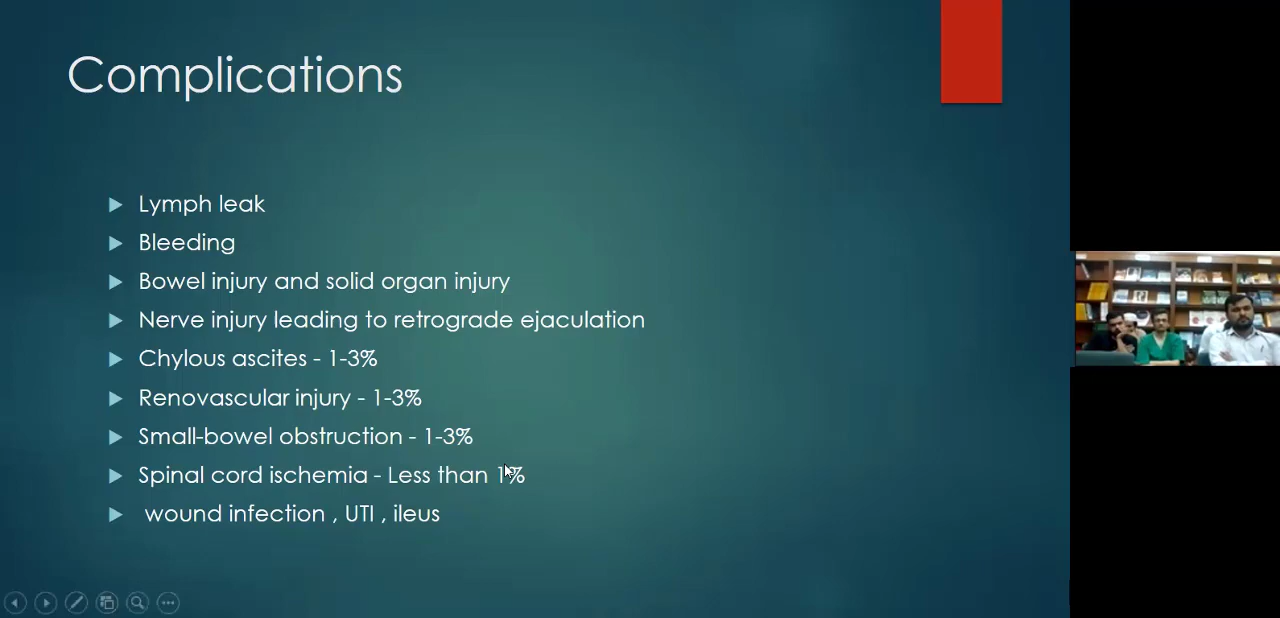 Complications
Lymph leak
Bleeding
Bowel injury and solid organ injury
Nerve injury leading to retrograde ejaculation
Chylous ascites - 1-3%
Renovascular injury - 1-3%
Small-bowel obstruction - 1-3%
Spinal cord ischemia - Less than 1%
wound infection , UTI , ileus